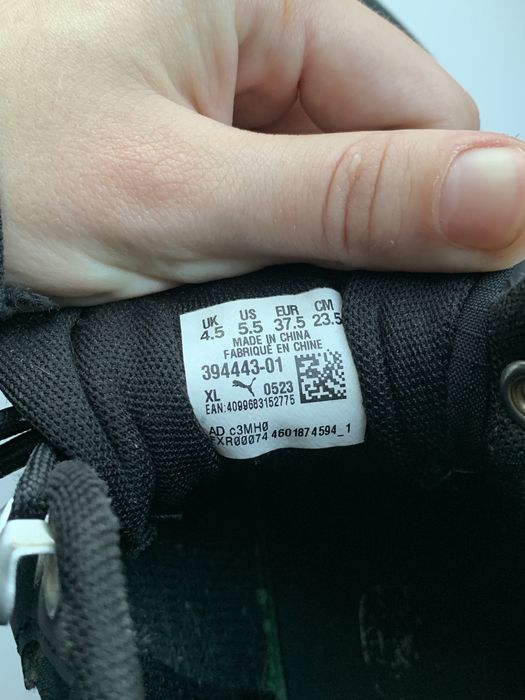 UK US EUR CM
4.5 5.5 37.5 23.5
MADE IN CHINA
FABRIQUÉ EN CHINE
394443-01
XL 0523
EAN:4099683152775
AD c3MH0
EXR00074 4601874594_1